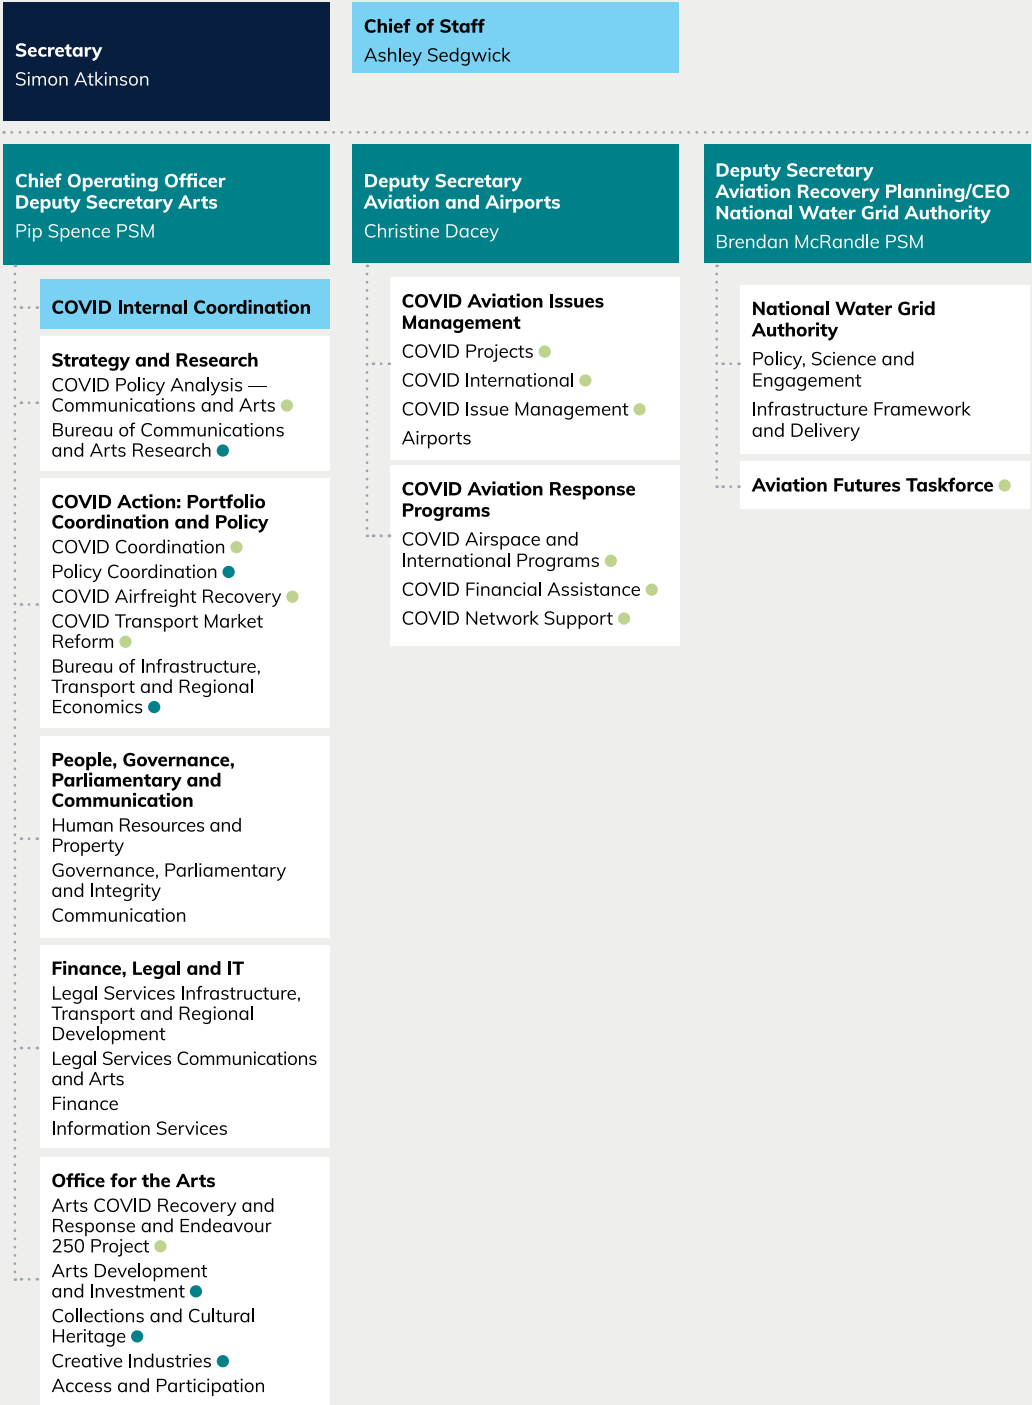 Secretary
Simon Atkinson
Chief of Staff
Ashley Sedgwick
Chief Operating Officer
Deputy Secretary Arts
Pip Spence PSM
COVID Internal Coordination
Strategy and Research
COVID Policy Analysis —
Communications and Arts
Bureau of Communications
and Arts Research
COVID Action: Portfolio
Coordination and Policy
COVID Coordination
Policy Coordination
COVID Airfreight Recovery
COVID Transport Market
Reform
Bureau of Infrastructure,
Transport and Regional
Economics
People, Governance,
Parliamentary and
Communication
Human Resources and
Property
Governance, Parliamentary
and Integrity
Communication
Finance, Legal and IT
Legal Services Infrastructure,
Transport and Regional
Development
Legal Services Communications
and Arts
Finance
Information Services
Office for the Arts
Arts COVID Recovery and
Response and Endeavour
250 Project
Arts Development
and Investment
Collections and Cultural
Heritage
Creative Industries
Access and Participation
Deputy Secretary
Aviation and Airports
Christine Dacey
COVID Aviation Issues
Management
COVID Projects
COVID International
COVID Issue Management
Airports
COVID Aviation Response
Programs
COVID Airspace and
International Programs
COVID Financial Assistance
COVID Network Support
Deputy Secretary
Aviation Recovery Planning/CEO
National Water Grid Authority
Brendan McRandle PSM
National Water Grid
Authority
Policy, Science and
Engagement
Infrastructure Framework
and Delivery
Aviation Futures Taskforce